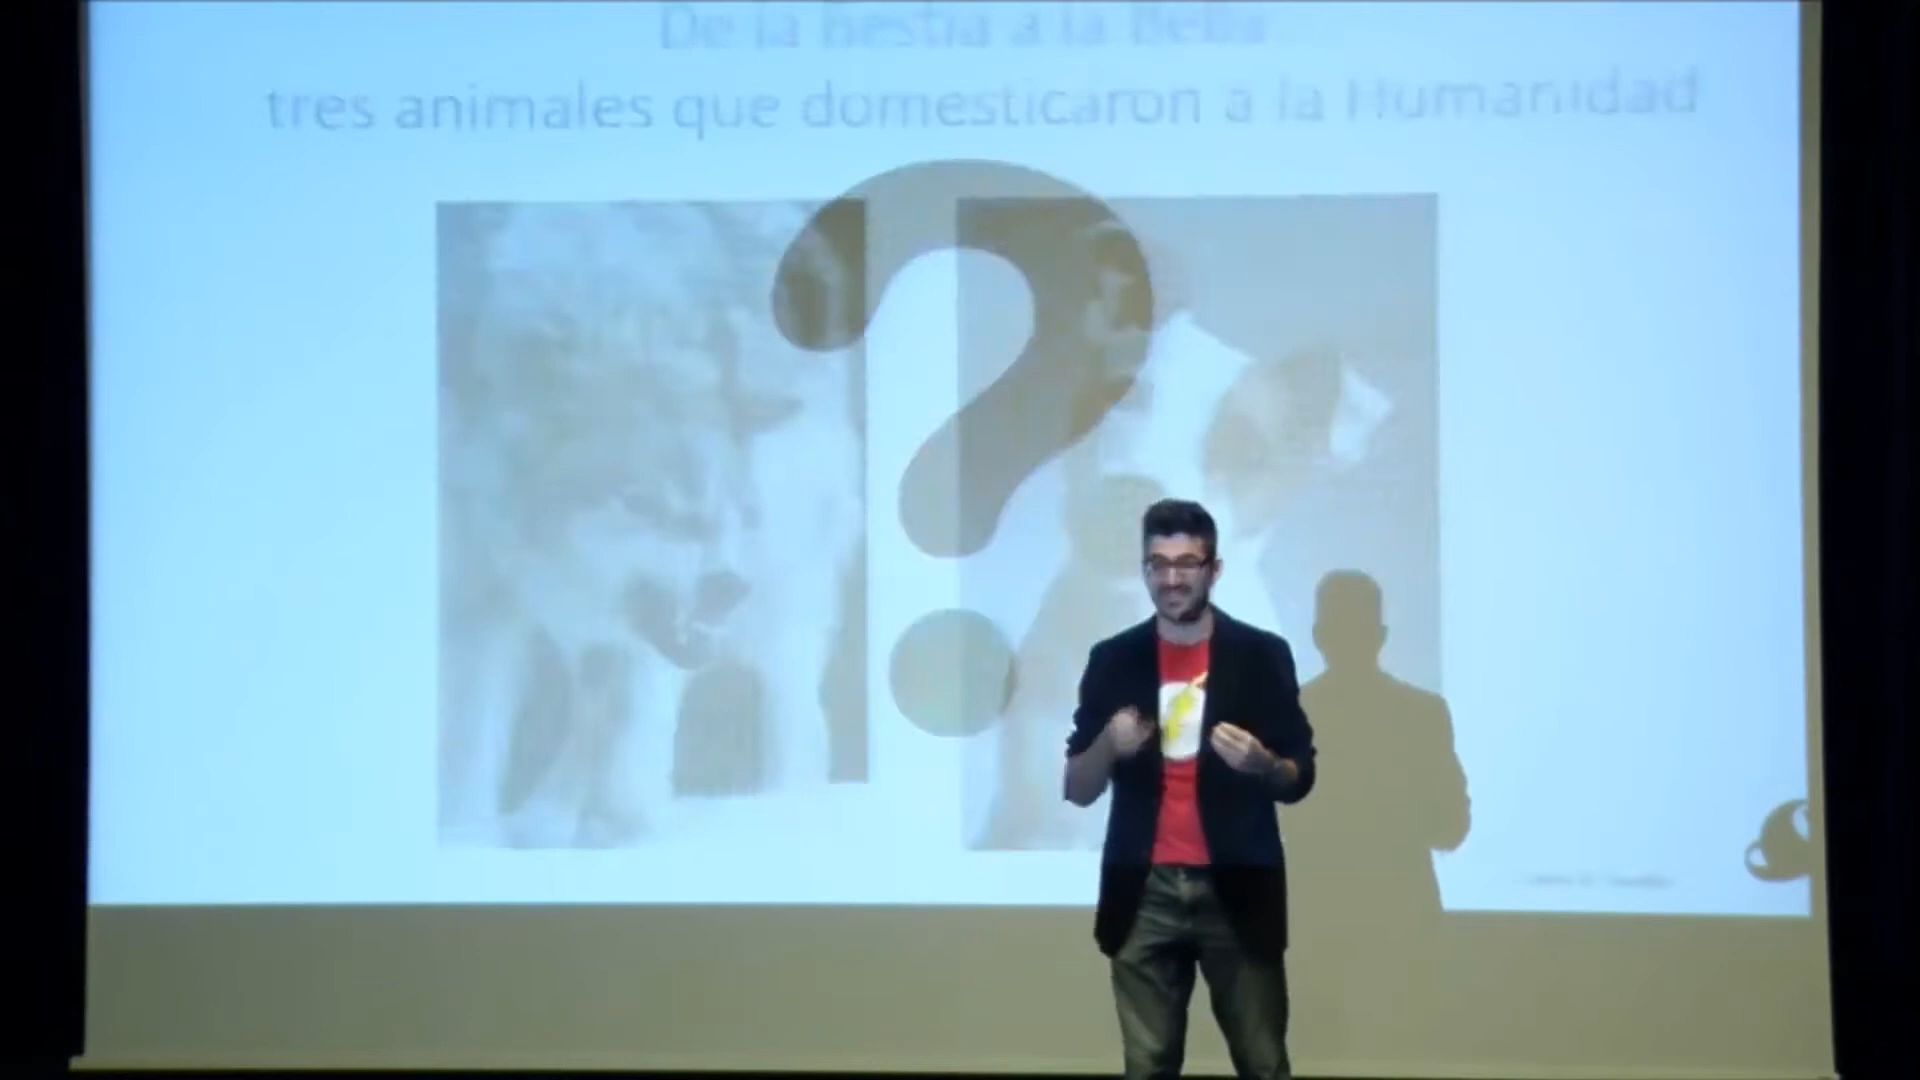 De la Bestia a la Bella
tres animales que domesticaron a la Humanidad
?